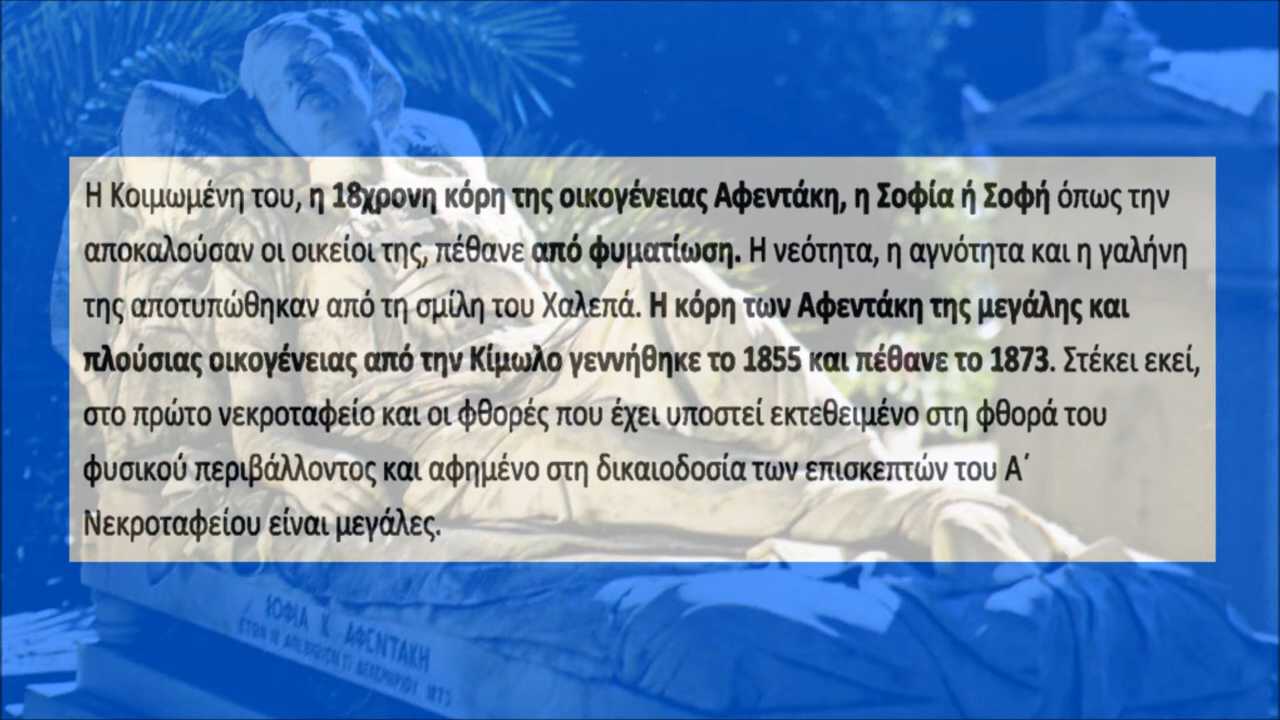 Η Κοιμωμένη του, η 18χρονη κόρη της οικογένειας Αφεντάκη, η Σοφία ή Σοφή όπως την
αποκαλούσαν οι οικείοι της, πέθανε από φυματίωση. Η νεότητα, η αγνότητα και η γαλήνη
της αποτυπώθηκαν από τη σμίλη του Χαλεπά. Η κόρη των Αφεντάκη της μεγάλης και
πλούσιας οικογένειας από την Κίμωλο γεννήθηκε το 1855 και πέθανε το 1873. Στέκει εκεί,
στο πρώτο νεκροταφείο και οι φθορές που έχει υποστεί εκτεθειμένο στη φθορά του
φυσικού περιβάλλοντος και αφημένο στη δικαιοδοσία των επισκεπτών του Α΄
Νεκροταφείου είναι μεγάλες.
ΣΟΦΙΑ Κ ΑΦΕΝΤΑΚΗ